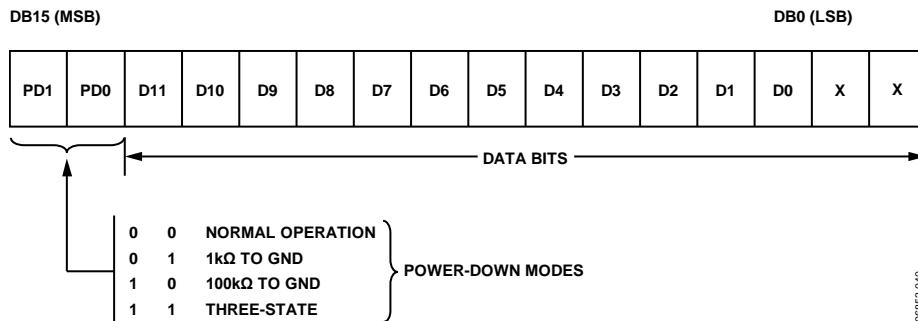 DB15 (MSB) DB0 (LSB)
PD1 PD0 D11 D10 D9 D8 D7 D6 D5 D4 D3 D2 D1 D0 X X
DATA BITS
0 0 NORMAL OPERATION
0 1 1kΩ TO GND
1 0 100kΩ TO GND
1 1 THREE-STATE
POWER-DOWN MODES